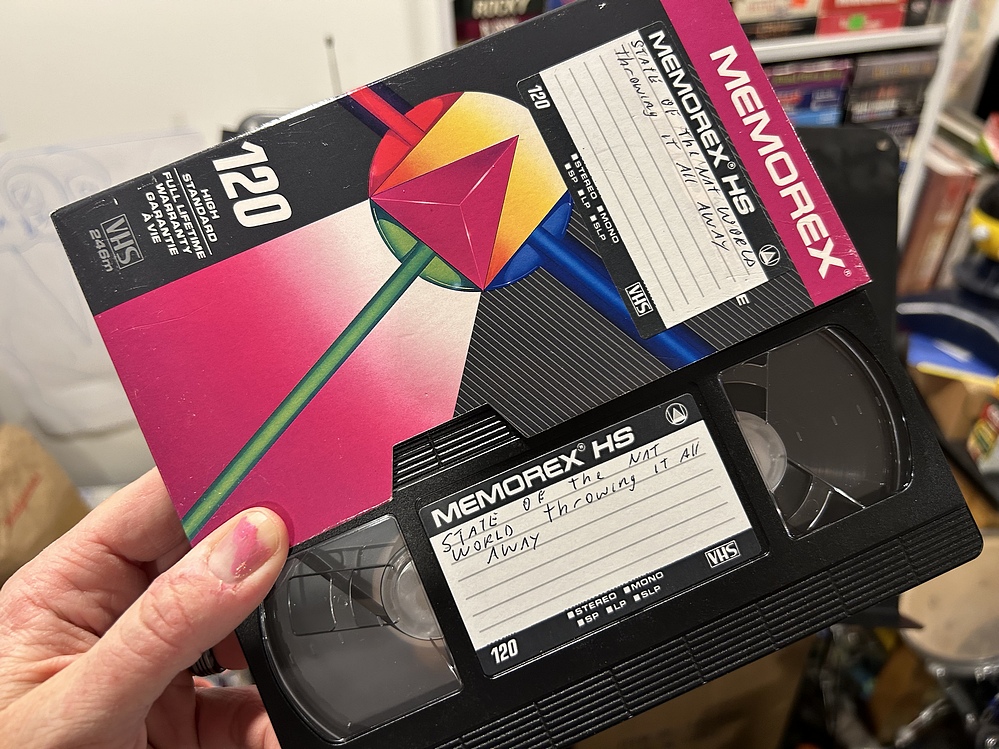 ROCKY
MEMOREX®
MEMOREX® HS
STATE OF the NAT WORLD
throwing IT All AWAY
120
■STEREO ■MONO
■SP ■LP ■SLP
VHS
120
HIGH
STANDARD
FULL LIFETIME
WARRANTY
GARANTIE
À VIE
VHS
246m
E
MEMOREX® HS
STATE OF the NAT
WORLD throwing IT All
AWAY
■STEREO ■MONO
■SP ■LP ■SLP
120
VHS